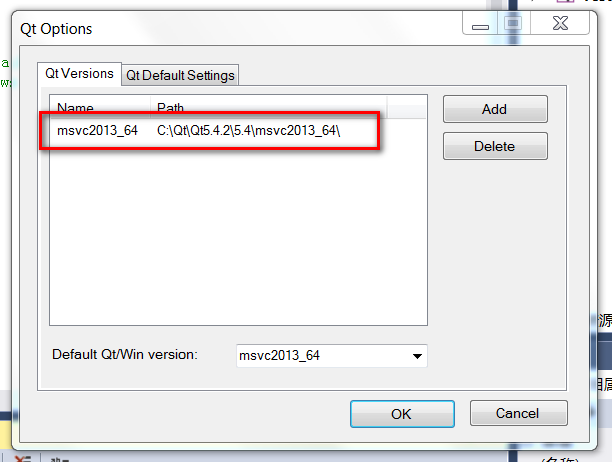 Qt Options
Qt Versions
Qt Default Settings
Name Path
msvc2013_64 C:\Qt\Qt5.4.2\5.4\msvc2013_64\
Add
Delete
Default Qt/Win version:
msvc2013_64
OK
Cancel
源